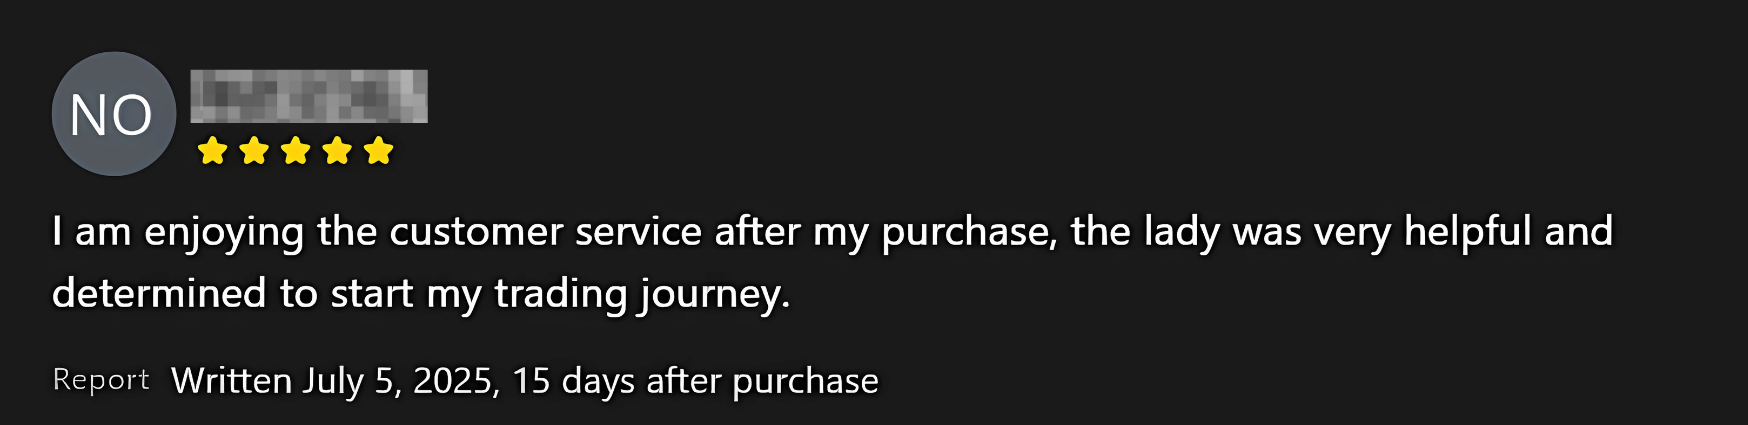 NO
I am enjoying the customer service after my purchase, the lady was very helpful and
determined to start my trading journey.
Report Written July 5, 2025, 15 days after purchase